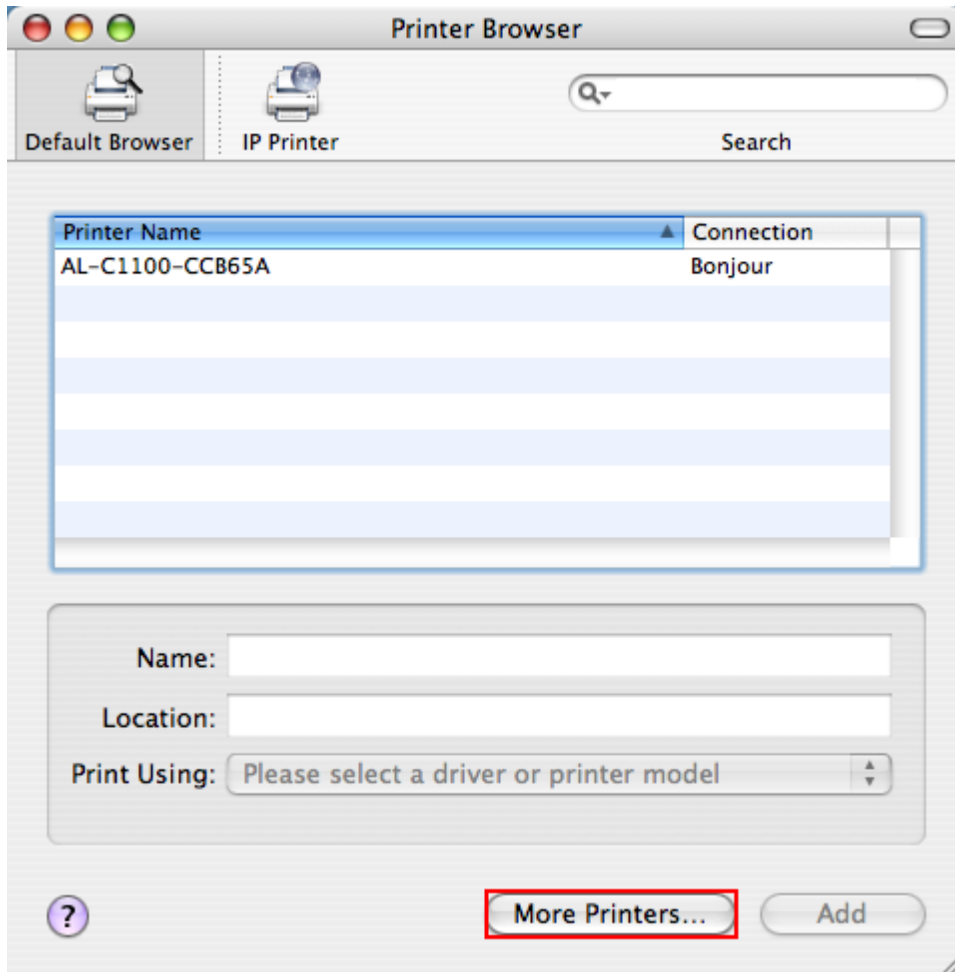 Printer Browser
Default Browser
IP Printer
Search
Printer Name
Connection
AL-C1100-CCB65A
Bonjour
Name:
Location:
Print Using:
Please select a driver or printer model
?
More Printers...
Add